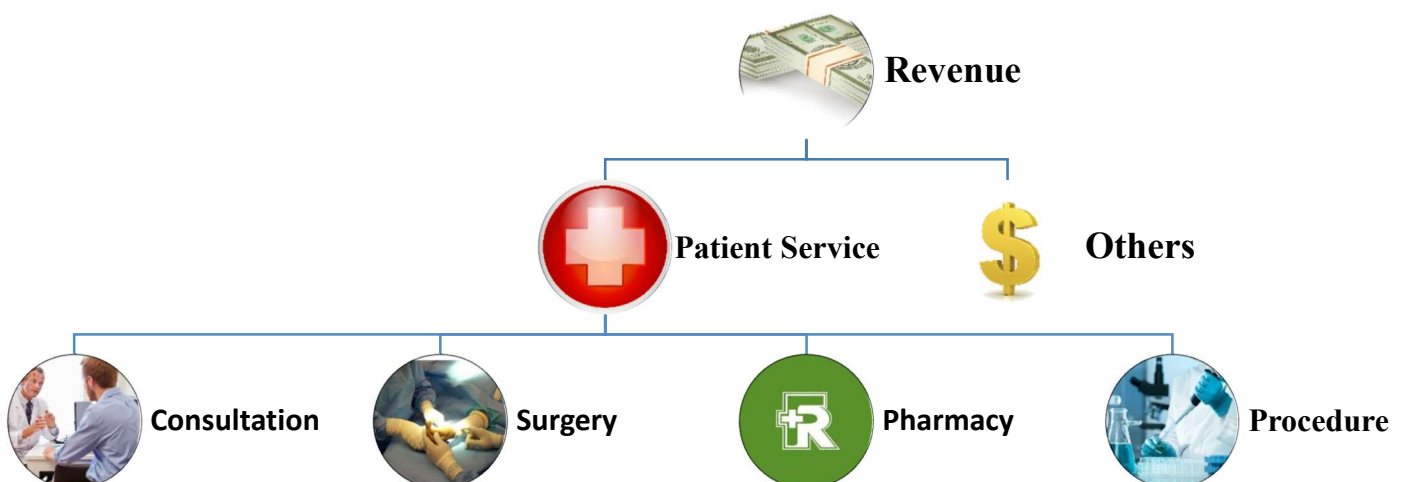 Revenue
Patient Service
Others
Consultation
Surgery
Pharmacy
Procedure